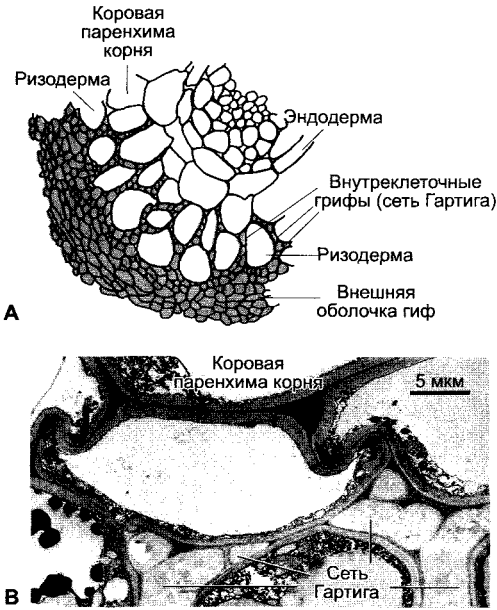 Коровая
паренхима
корня
Ризодерма
Эндодерма
Внутреклеточные
грифы (сеть Гартига)
Ризодерма
Внешняя
оболочка гиф
А
Коровая
паренхима корня
5 мкм
Сеть
Гартига
В